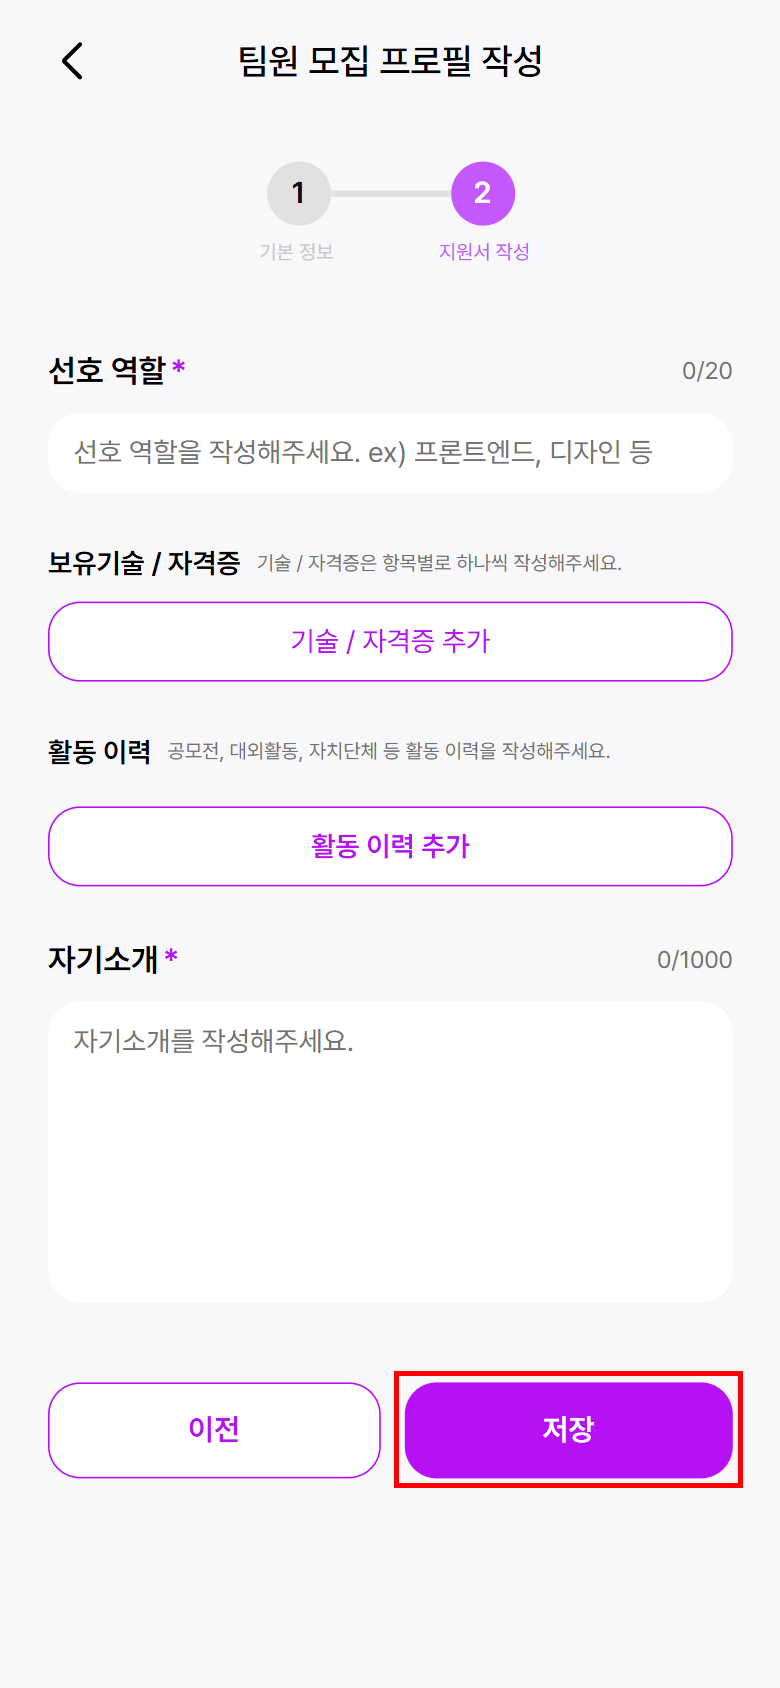 팀원 모집 프로필 작성
1
2
기본 정보
지원서 작성
선호 역할 *
0/20
선호 역할을 작성해주세요. ex) 프론트엔드, 디자인 등
보유기술 / 자격증 기술 / 자격증은 항목별로 하나씩 작성해주세요.
기술 / 자격증 추가
활동 이력 공모전, 대외활동, 자치단체 등 활동 이력을 작성해주세요.
활동 이력 추가
자기소개 *
0/1000
자기소개를 작성해주세요.
이전
저장